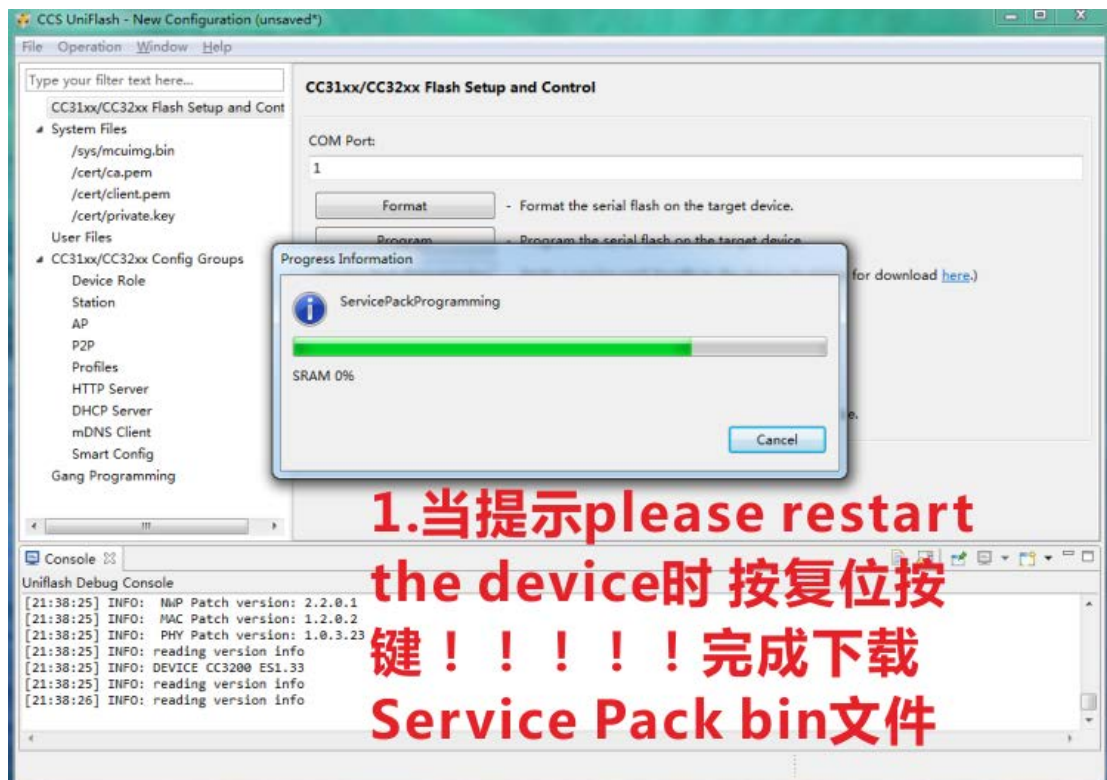 CCS UniFlash - New Configuration (unsaved*)
File Operation Window Help
Type your filter text here...
CC31xx/CC32xx Flash Setup and Cont
System Files
/sys/mcuimg.bin
/cert/ca.pem
/cert/client.pem
/cert/private.key
User Files
CC31xx/CC32xx Config Groups
Device Role
Station
AP
P2P
Profiles
HTTP Server
DHCP Server
mDNS Client
Smart Config
Gang Programming
CC31xx/CC32xx Flash Setup and Control
COM Port:
1
Format - Format the serial flash on the target device.
Program - Program the serial flash on the target device.
for download here.)
Progress Information
ServicePackProgramming
SRAM 0%
Cancel
1.当提示please restart
the device时 按复位按
键！！！！！完成下载
Service Pack bin文件
Console
Uniflash Debug Console
[21:38:25] INFO: NWP Patch version: 2.2.0.1
[21:38:25] INFO: MAC Patch version: 1.2.0.2
[21:38:25] INFO: PHY Patch version: 1.0.3.23
[21:38:25] INFO: reading version info
[21:38:25] INFO: DEVICE CC3200 ES1.33
[21:38:25] INFO: reading version info
[21:38:26] INFO: reading version info